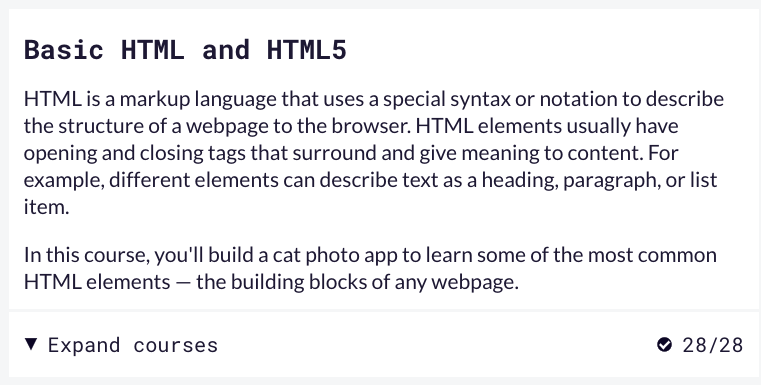 Basic HTML and HTML5
HTML is a markup language that uses a special syntax or notation to describe
the structure of a webpage to the browser. HTML elements usually have
opening and closing tags that surround and give meaning to content. For
example, different elements can describe text as a heading, paragraph, or list
item.
In this course, you'll build a cat photo app to learn some of the most common
HTML elements — the building blocks of any webpage.
Expand courses 28/28